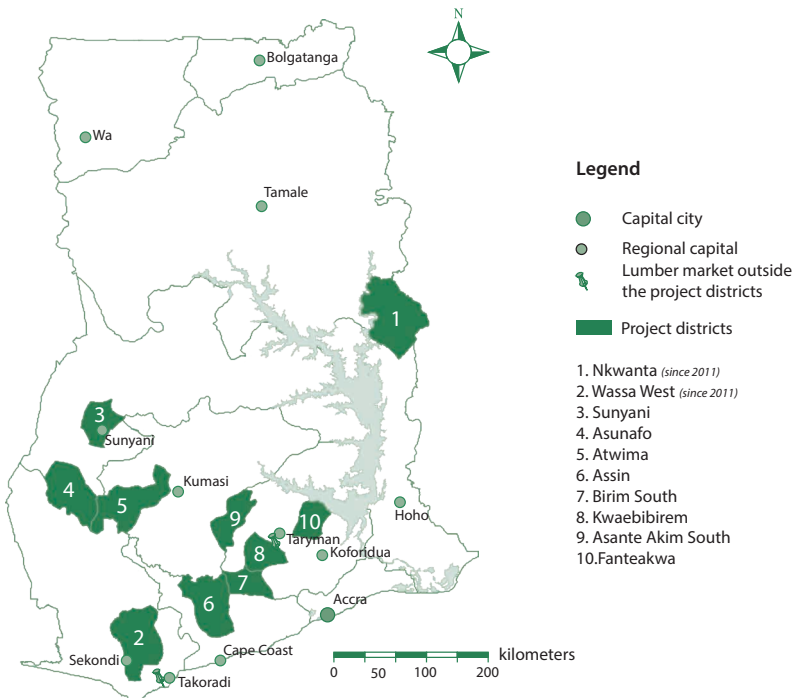 N
Bolgatanga
Wa
Tamale
1
3
Sunyani
4
5
Kumasi
9
10
Hoho
Taryman
8
Koforidua
7
6
Accra
2
Sekondi
Cape Coast
Takoradi
kilometers
0 50 100 200
Legend
Capital city
Regional capital
Lumber market outside
the project districts
Project districts
1. Nkwanta (since 2011)
2. Wassa West (since 2011)
3. Sunyani
4. Asunafo
5. Atwima
6. Assin
7. Birim South
8. Kwaebibirem
9. Asante Akim South
10.Fanteakwa